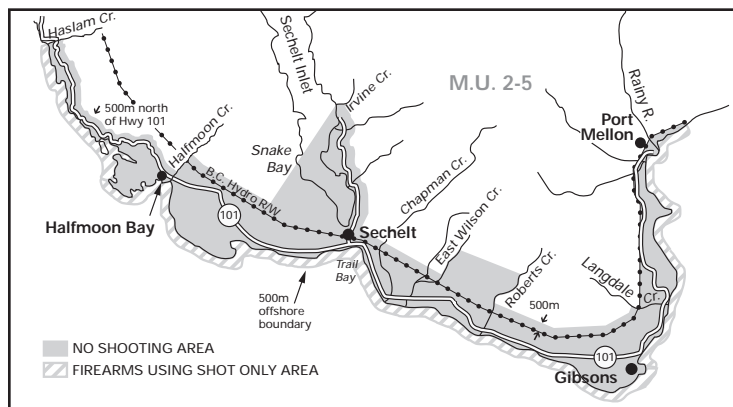 Haslam Cr.
Sechelt Inlet
Irvine Cr.
M.U. 2-5
Rainy R.
Port
Mellon
500m north
of Hwy 101
Halfmoon Cr.
Snake
Bay
B.C. Hydro R/W
Chapman Cr.
Halfmoon Bay
101
Sechelt
East Wilson Cr.
Trail
Bay
Roberts Cr.
Langdale
Cr.
500m
offshore
boundary
500m
101
Gibsons
NO SHOOTING AREA
FIREARMS USING SHOT ONLY AREA